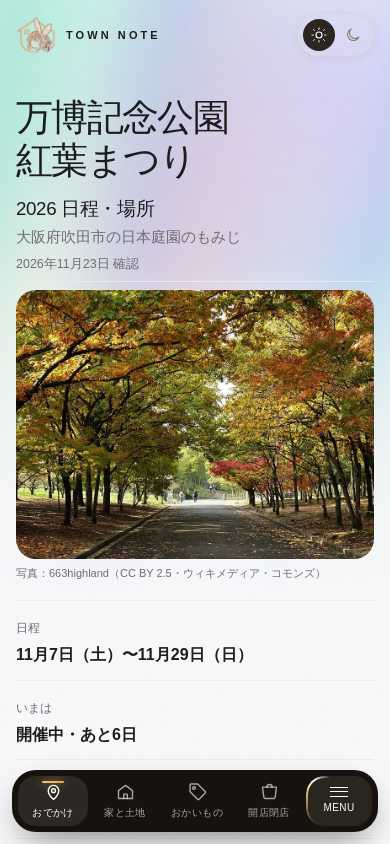 TOWN NOTE
万博記念公園
紅葉まつり
2026 日程・場所
大阪府吹田市の日本庭園のもみじ
2026年11月23日 確認
写真：663highland（CC BY 2.5・ウィキメディア・コモンズ）
日程
11月7日（土）〜11月29日（日）
いまは
開催中・あと6日
おでかけ
家と土地
おかいもの
開店閉店
MENU